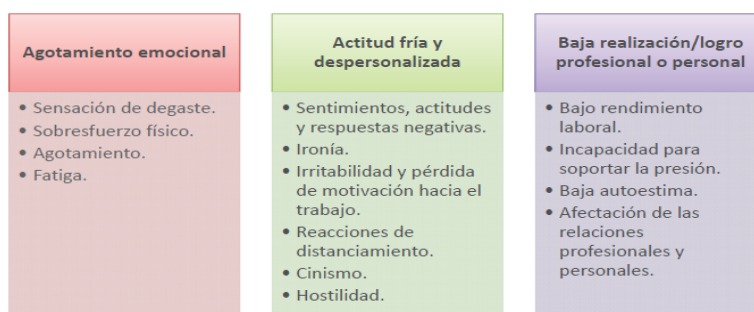 Agotamiento emocional
• Sensación de degaste.
• Sobresfuerzo físico.
• Agotamiento.
• Fatiga.
Actitud fría y
despersonalizada
• Sentimientos, actitudes
y respuestas negativas.
• Ironía.
• Irritabilidad y pérdida
de motivación hacia el
trabajo.
• Reacciones de
distanciamiento.
• Cinismo.
• Hostilidad.
Baja realización/logro
profesional o personal
• Bajo rendimiento
laboral.
• Incapacidad para
soportar la presión.
• Baja autoestima.
• Afectación de las
relaciones
profesionales y
personales.